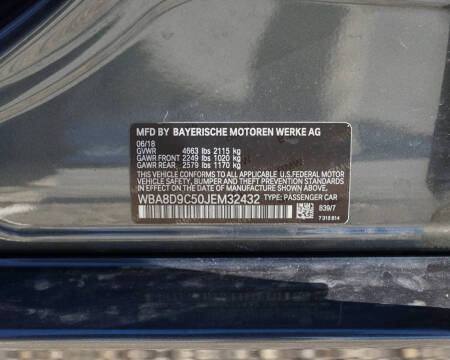 MFD BY BAYERISCHE MOTOREN WERKE AG
06/18
GVWR 4663 lbs 2115 kg
GAWR FRONT 2249 lbs 1020 kg
GAWR REAR 2579 lbs 1170 kg
THIS VEHICLE CONFORMS TO ALL APPLICABLE U.S. FEDERAL MOTOR
VEHICLE SAFETY, BUMPER AND THEFT PREVENTION STANDARDS
IN EFFECT ON THE DATE OF MANUFACTURE SHOWN ABOVE.
WBA8D9C50JEM32432 TYPE: PASSENGER CAR
839/7
7 313 814